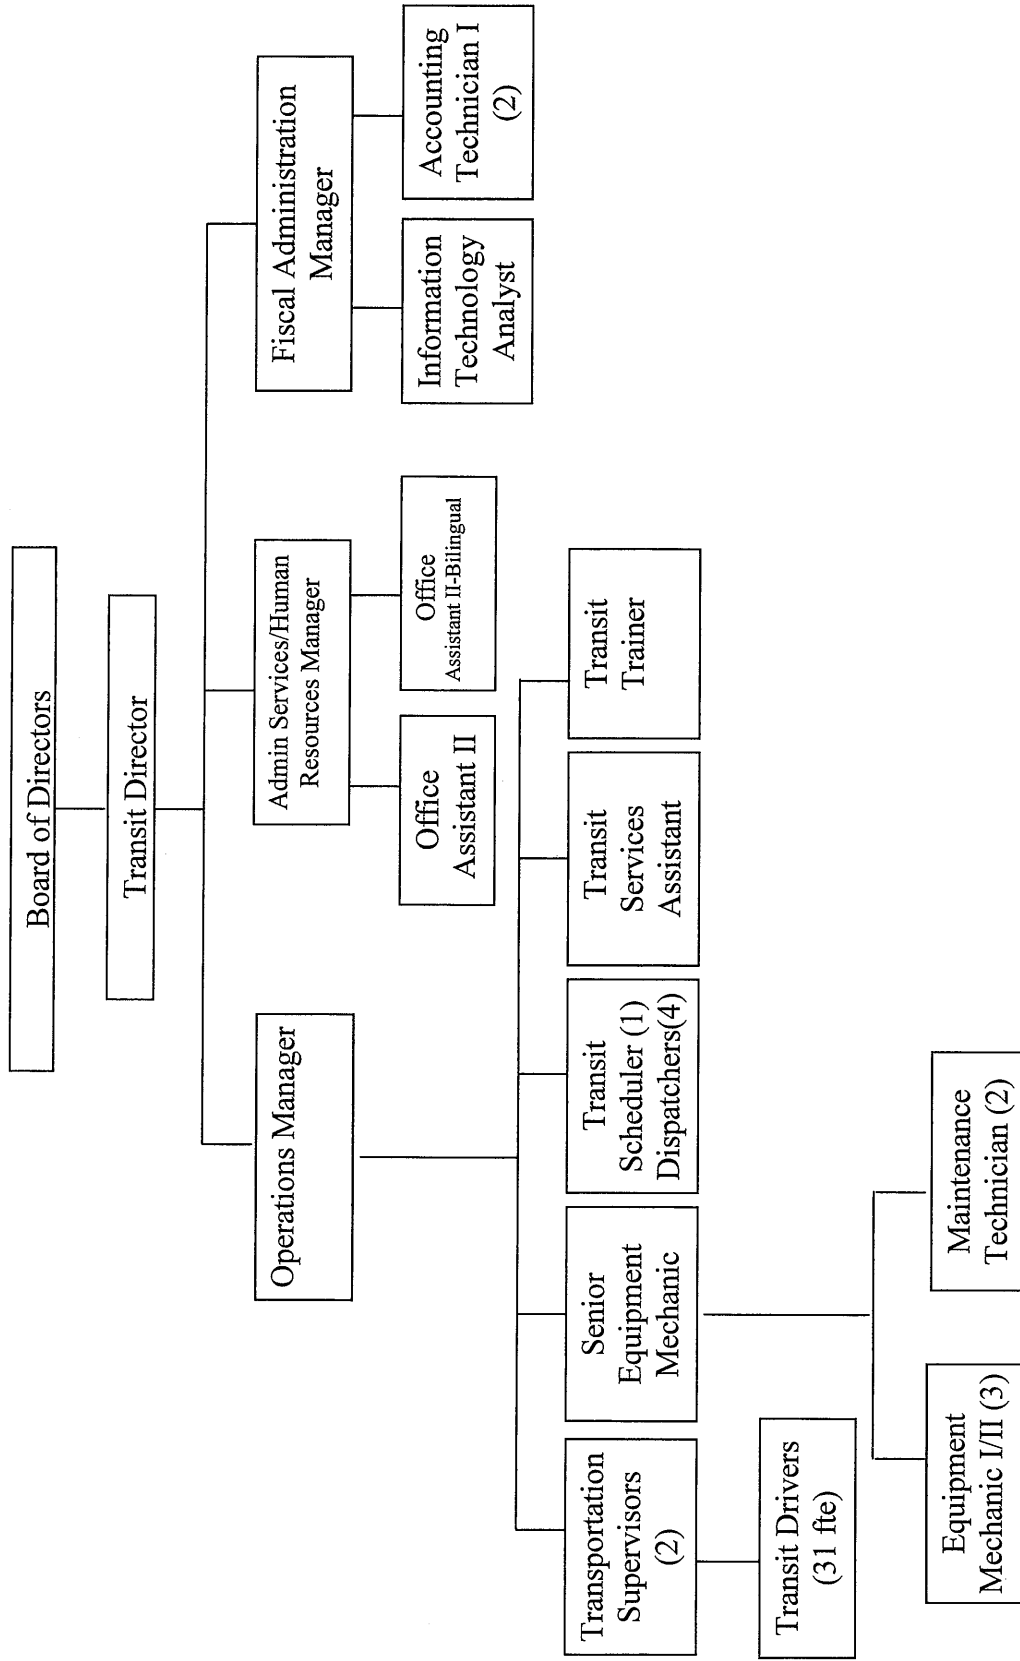 Board of Directors
Transit Director
Operations Manager
Admin Services/Human
Resources Manager
Fiscal Administration
Manager
Office
Assistant II
Office
Assistant II-Bilingual
Information
Technology
Analyst
Accounting
Technician I
(2)
Transportation
Supervisors
(2)
Senior
Equipment
Mechanic
Transit
Scheduler (1)
Dispatchers(4)
Transit
Services
Assistant
Transit
Trainer
Transit Drivers
(31 fte)
Equipment
Mechanic I/II (3)
Maintenance
Technician (2)